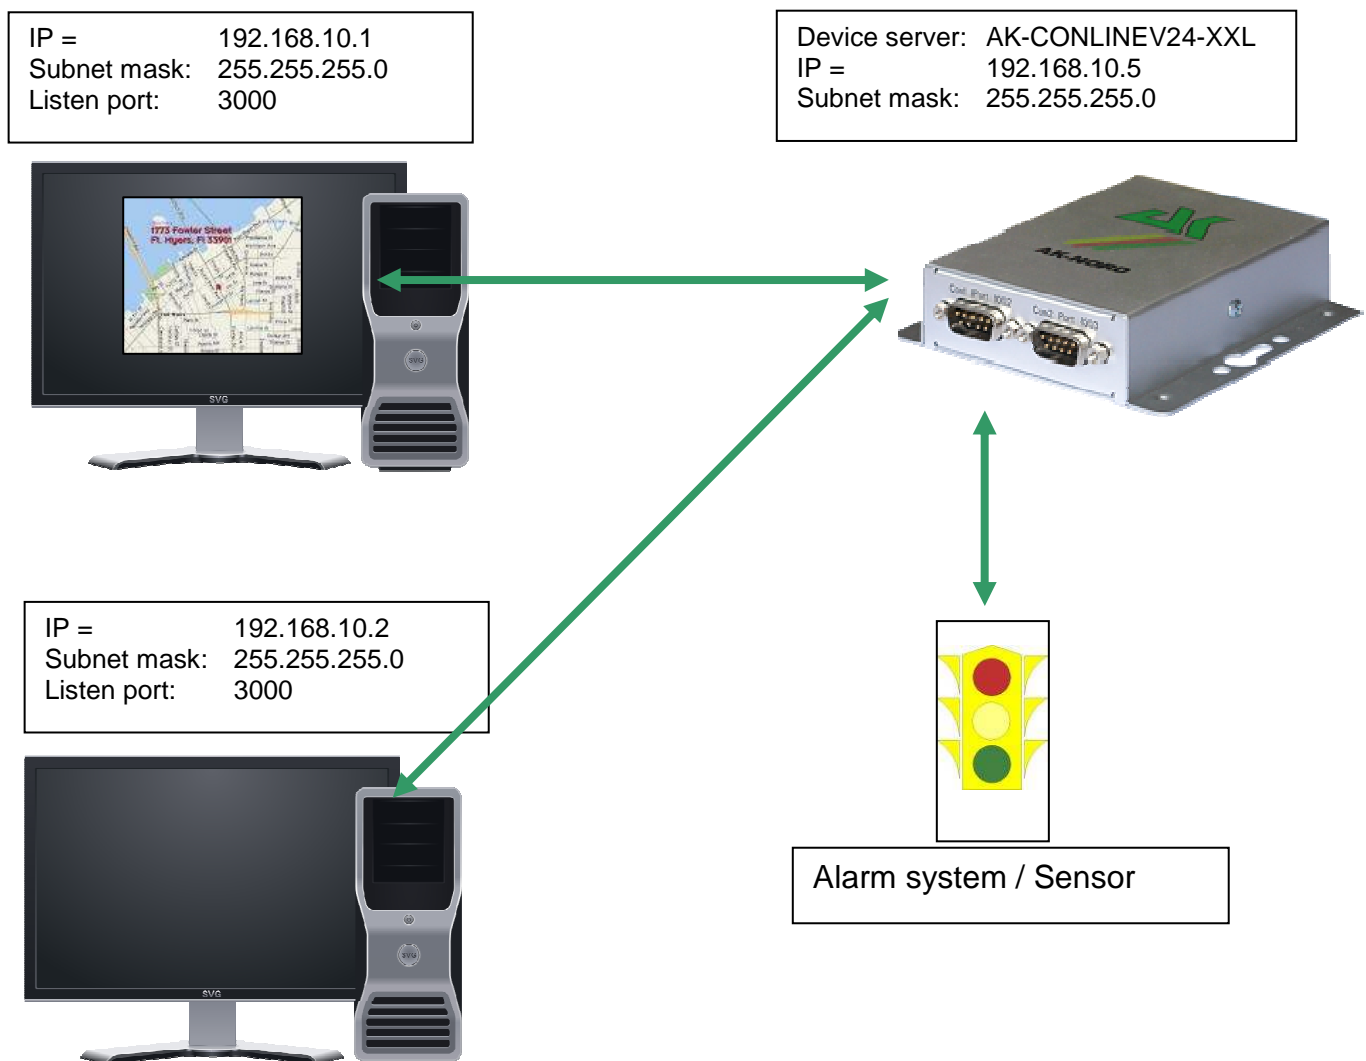 IP = 192.168.10.1
Subnet mask: 255.255.255.0
Listen port: 3000
Device server: AK-CONLINEV24-XXL
IP = 192.168.10.5
Subnet mask: 255.255.255.0
1773 Fowler Street
Ft. Myers, Fl 33901
SVG
SVG
AK-NORD
IP = 192.168.10.2
Subnet mask: 255.255.255.0
Listen port: 3000
Alarm system / Sensor
SVG
SVG